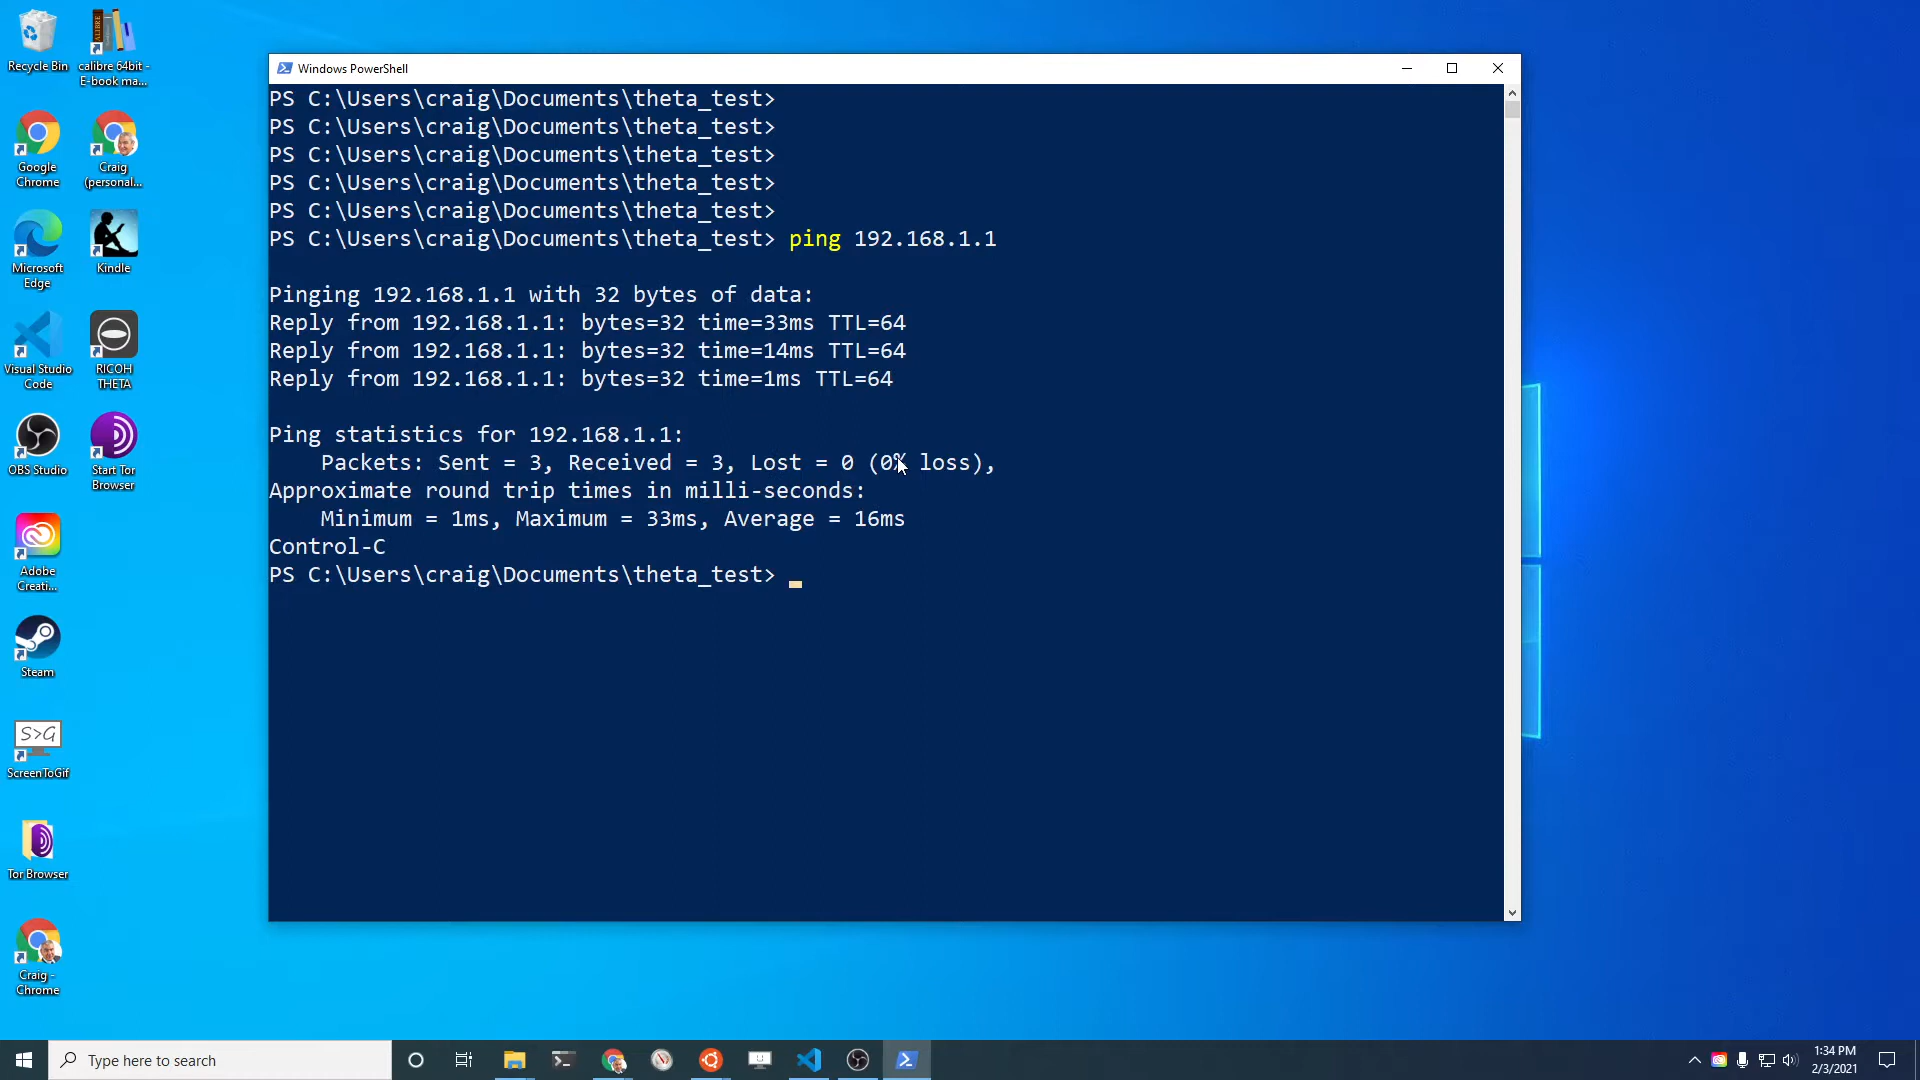 Recycle Bin
calibre 64bit -
E-book ma...
Google
Chrome
Craig
(personal...
Microsoft
Edge
Kindle
Visual Studio
Code
RICOH
THETA
OBS Studio
Start Tor
Browser
Adobe
Creati...
Steam
S>G
ScreenToGif
Tor Browser
Craig -
Chrome
Windows PowerShell
PS C:\Users\craig\Documents\theta_test>
PS C:\Users\craig\Documents\theta_test>
PS C:\Users\craig\Documents\theta_test>
PS C:\Users\craig\Documents\theta_test>
PS C:\Users\craig\Documents\theta_test>
PS C:\Users\craig\Documents\theta_test> ping 192.168.1.1
Pinging 192.168.1.1 with 32 bytes of data:
Reply from 192.168.1.1: bytes=32 time=33ms TTL=64
Reply from 192.168.1.1: bytes=32 time=14ms TTL=64
Reply from 192.168.1.1: bytes=32 time=1ms TTL=64
Ping statistics for 192.168.1.1:
    Packets: Sent = 3, Received = 3, Lost = 0 (0% loss),
Approximate round trip times in milli-seconds:
    Minimum = 1ms, Maximum = 33ms, Average = 16ms
Control-C
PS C:\Users\craig\Documents\theta_test>
Type here to search
1:34 PM
2/3/2021